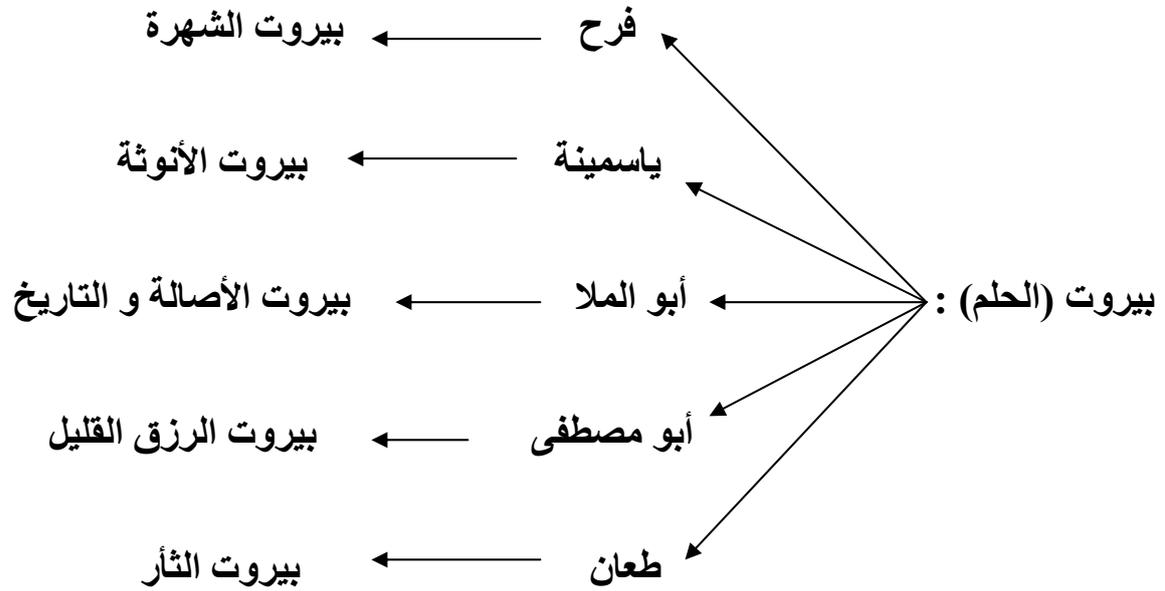 فرح بيروت الشهرة
ياسمينة بيروت الأنوثة
بيروت (الحلم) : أبو الملا بيروت الأصالة و التاريخ
أبو مصطفى بيروت الرزق القليل
طعان بيروت الثأر